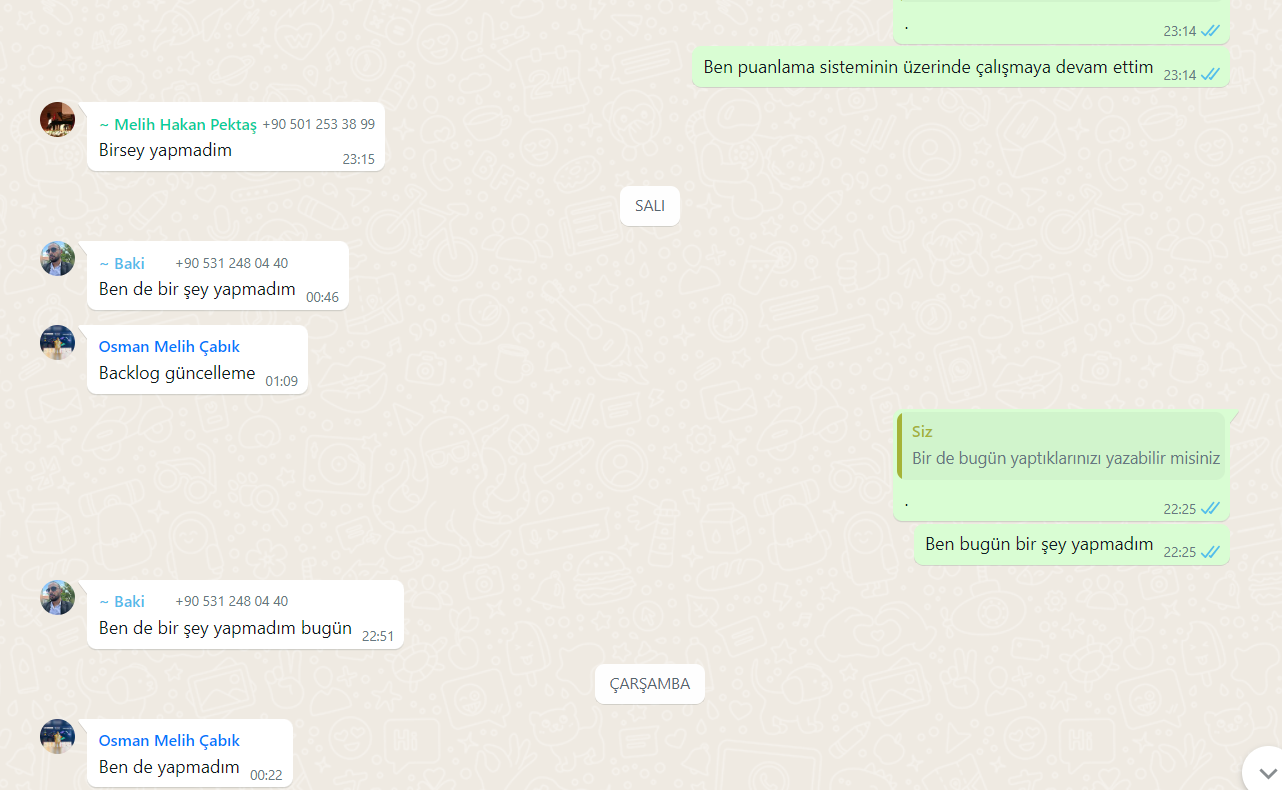 .
23:14
Ben puanlama sisteminin üzerinde çalışmaya devam ettim 23:14
~ Melih Hakan Pektaş +90 501 253 38 99
Birsey yapmadim
23:15
SALI
~ Baki +90 531 248 04 40
Ben de bir şey yapmadım 00:46
Osman Melih Çabık
Backlog güncelleme 01:09
Siz
Bir de bugün yaptıklarınızı yazabilir misiniz
.
22:25
Ben bugün bir şey yapmadım 22:25
~ Baki +90 531 248 04 40
Ben de bir şey yapmadım bugün 22:51
ÇARŞAMBA
Osman Melih Çabık
Ben de yapmadım 00:22